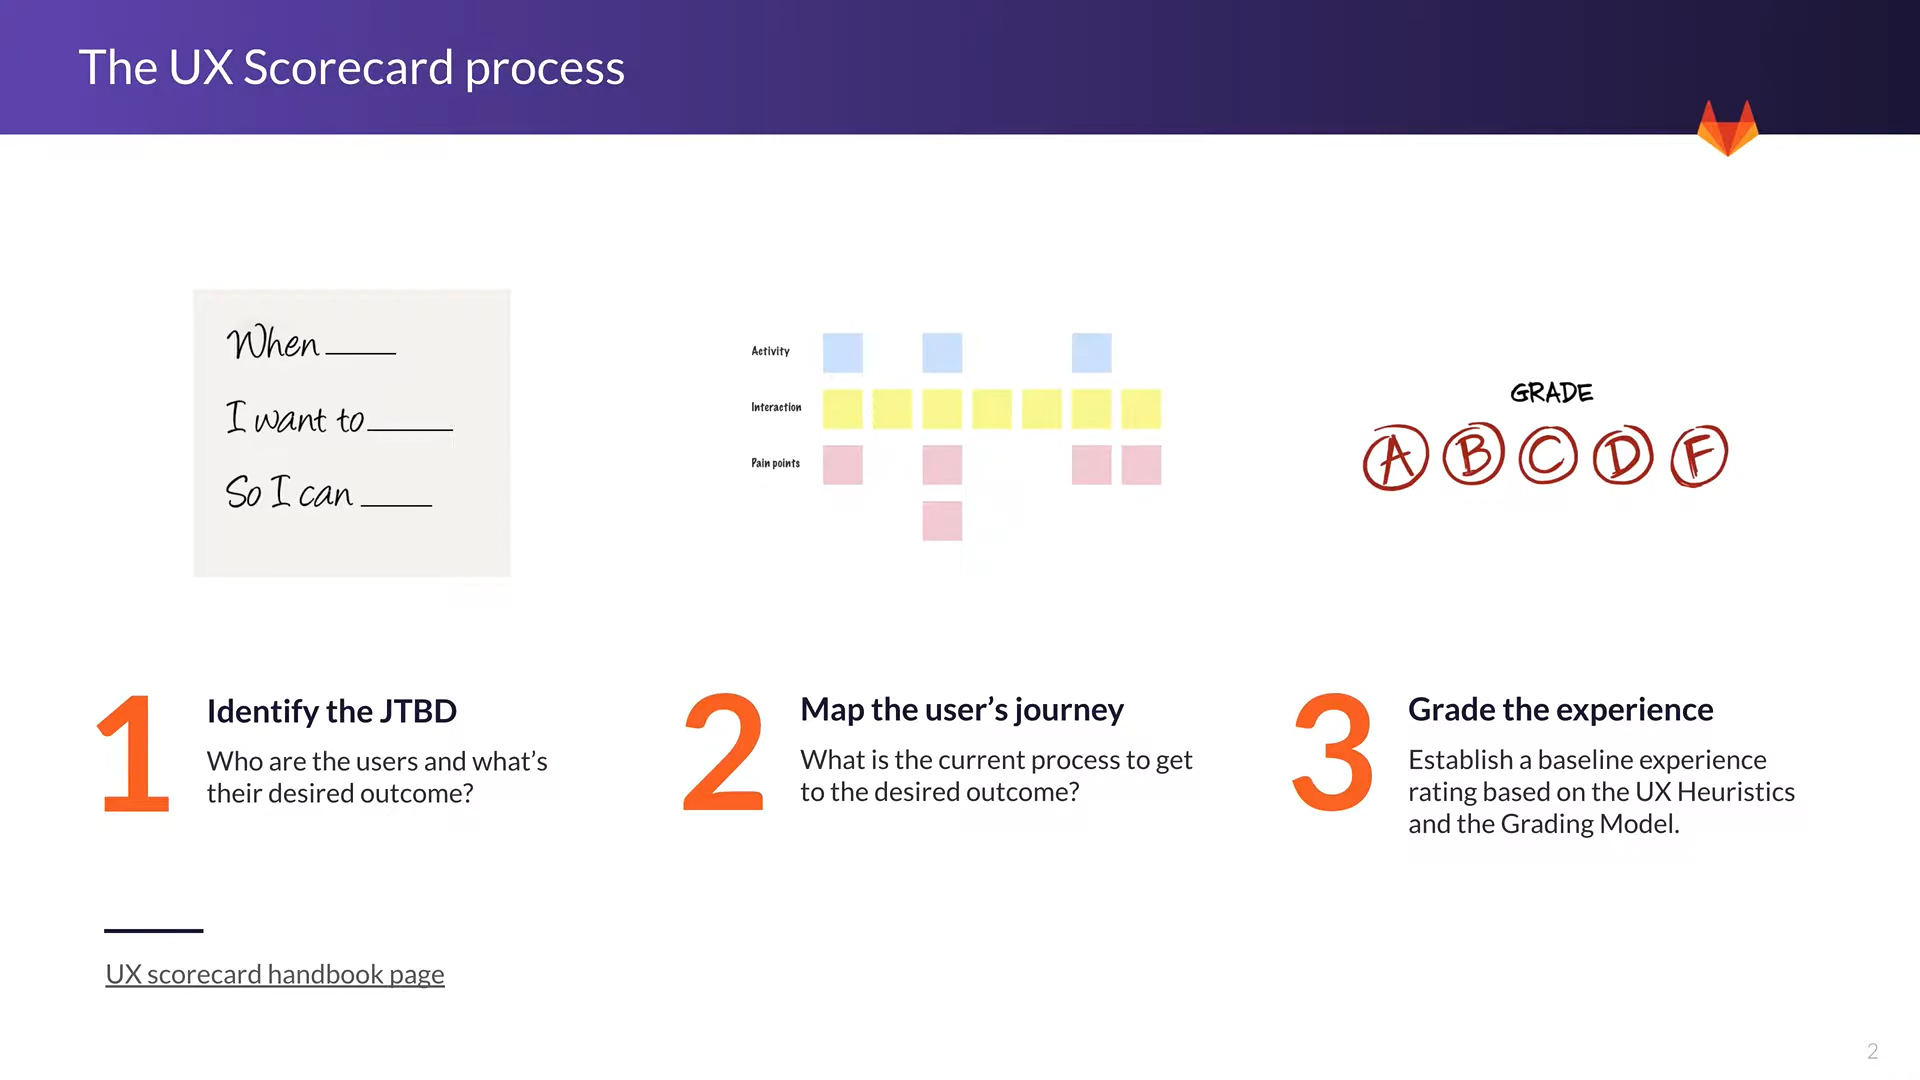 The UX Scorecard process
When
I want to
So I can
Activity
Interaction
Pain points
GRADE
A B C D F
1
Identify the JTBD
Who are the users and what's
their desired outcome?
2
Map the user's journey
What is the current process to get
to the desired outcome?
3
Grade the experience
Establish a baseline experience
rating based on the UX Heuristics
and the Grading Model.
UX scorecard handbook page
2